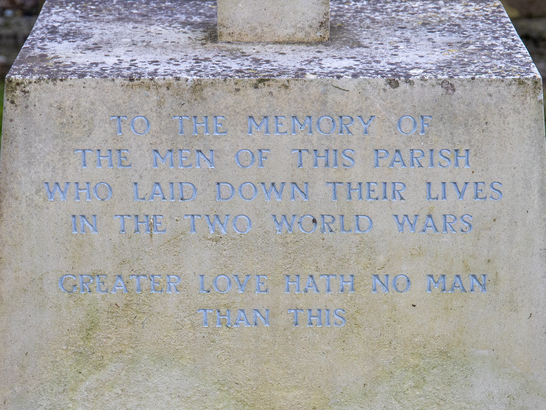 TO THE MEMORY OF
THE MEN OF THIS PARISH
WHO LAID DOWN THEIR LIVES
IN THE TWO WORLD WARS
GREATER LOVE HATH NO MAN
THAN THIS